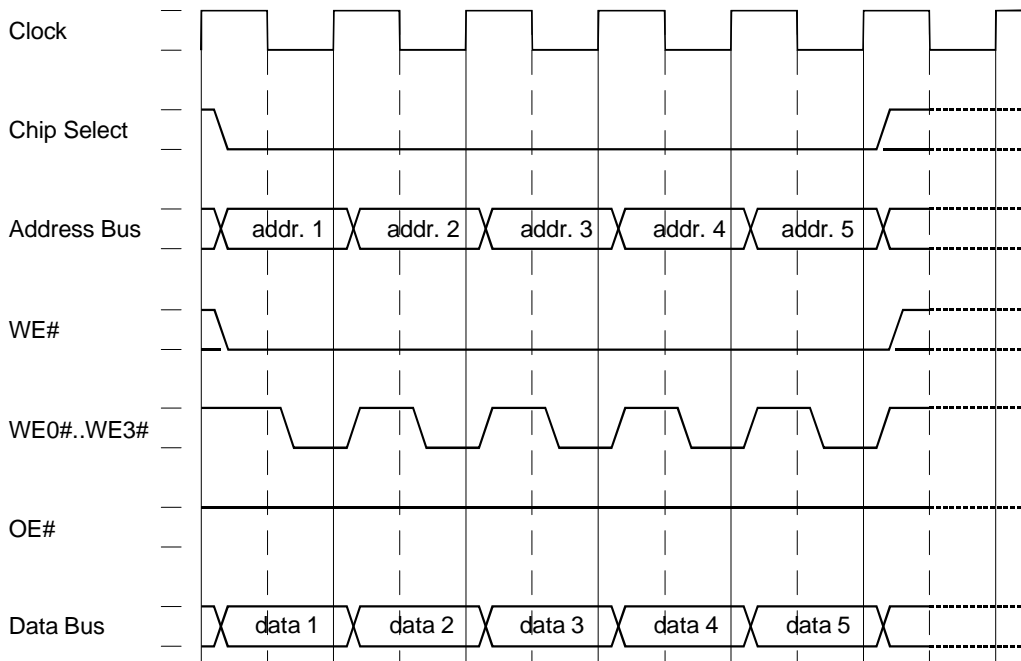 Clock
Chip Select
Address Bus addr. 1 addr. 2 addr. 3 addr. 4 addr. 5
WE#
WE0#..WE3#
OE#
Data Bus data 1 data 2 data 3 data 4 data 5